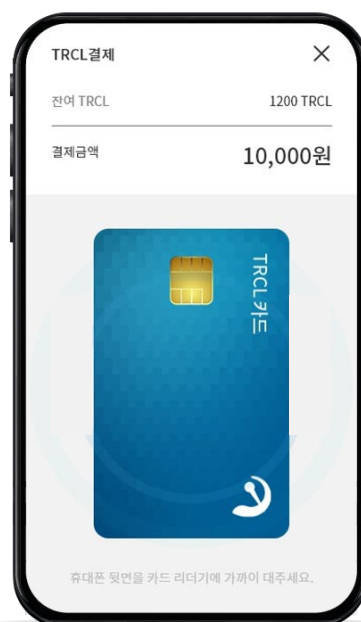 TRCL결제
잔여 TRCL 1200 TRCL
결제금액 10,000원
TRCL 카드
휴대폰 뒷면을 카드 리더기에 가까이 대주세요.